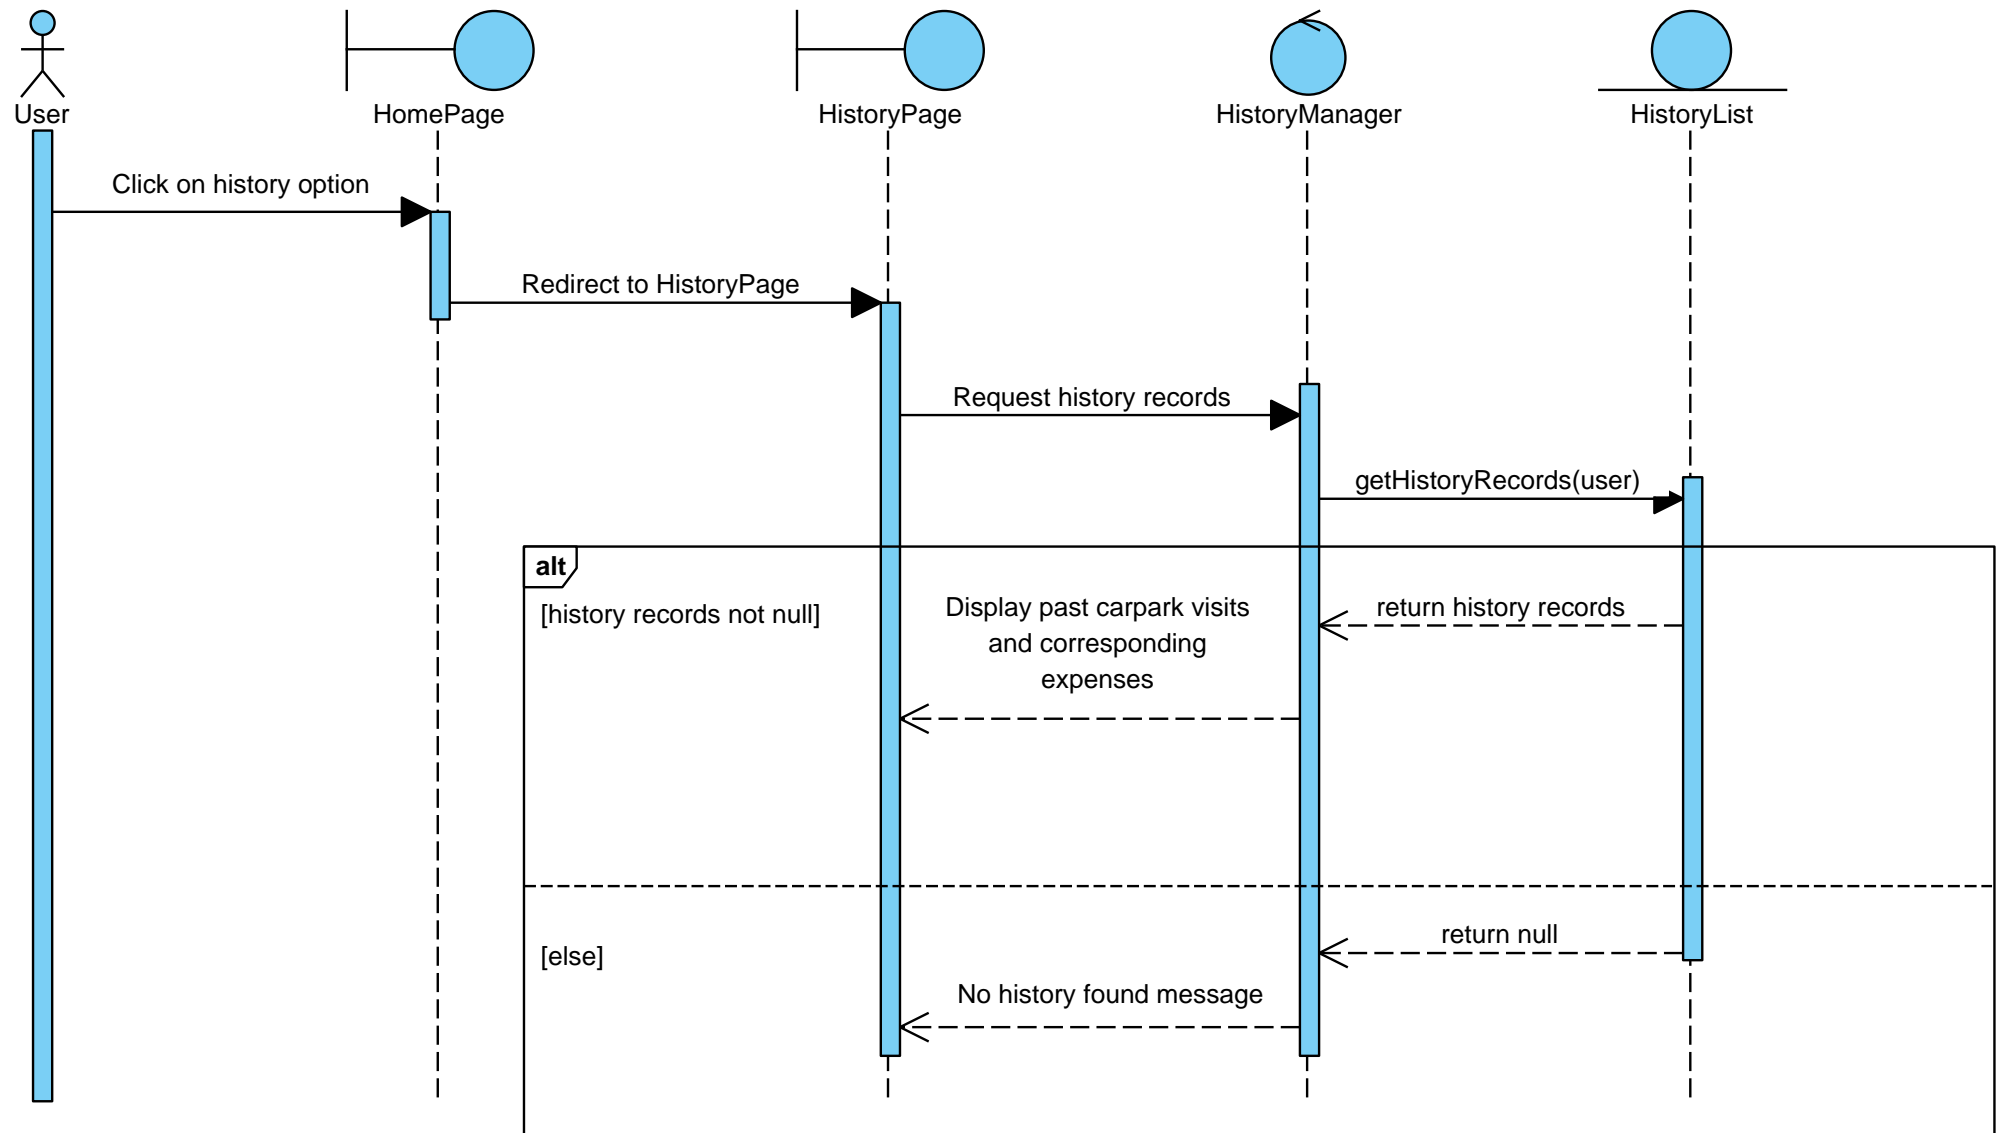 User
HomePage
HistoryPage
HistoryManager
HistoryList
Click on history option
Redirect to HistoryPage
Request history records
getHistoryRecords(user)
alt
[history records not null]
Display past carpark visits
and corresponding
expenses
return history records
[else]
return null
No history found message